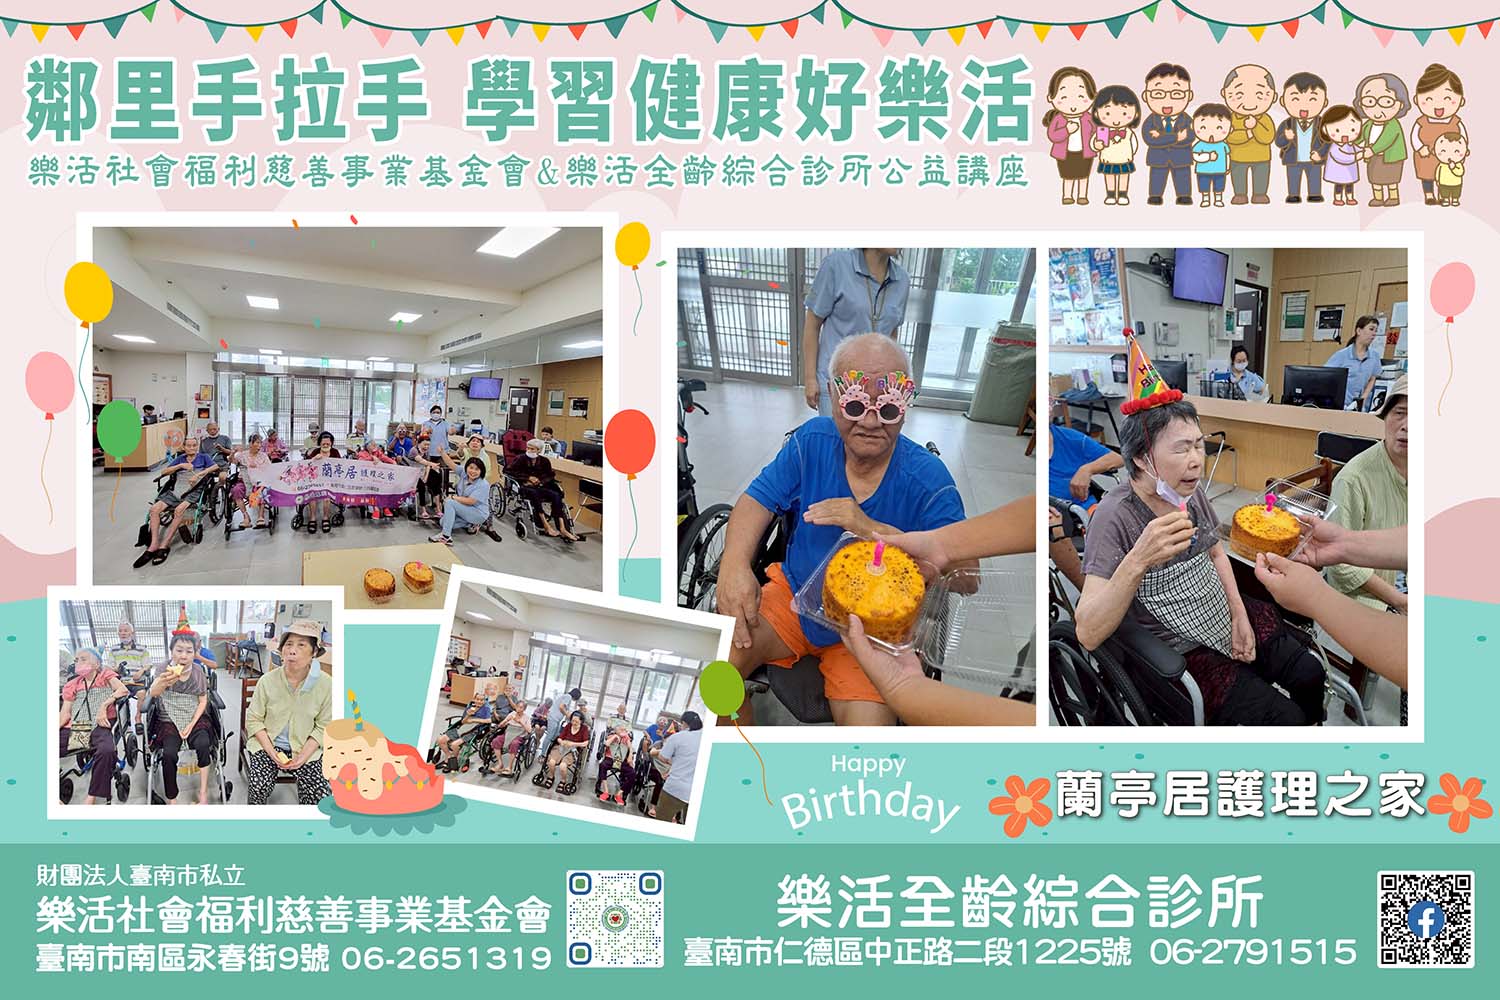 鄰里手拉手 學習健康好樂活
樂活社會福利慈善事業基金會&樂活全齡綜合診所公益講座
蘭亭居 護理之家
Happy
Birthday
蘭亭居護理之家
財團法人臺南市私立
樂活社會福利慈善事業基金會
臺南市南區永春街9號 06-2651319
樂活全齡綜合診所
臺南市仁德區中正路二段1225號 06-2791515